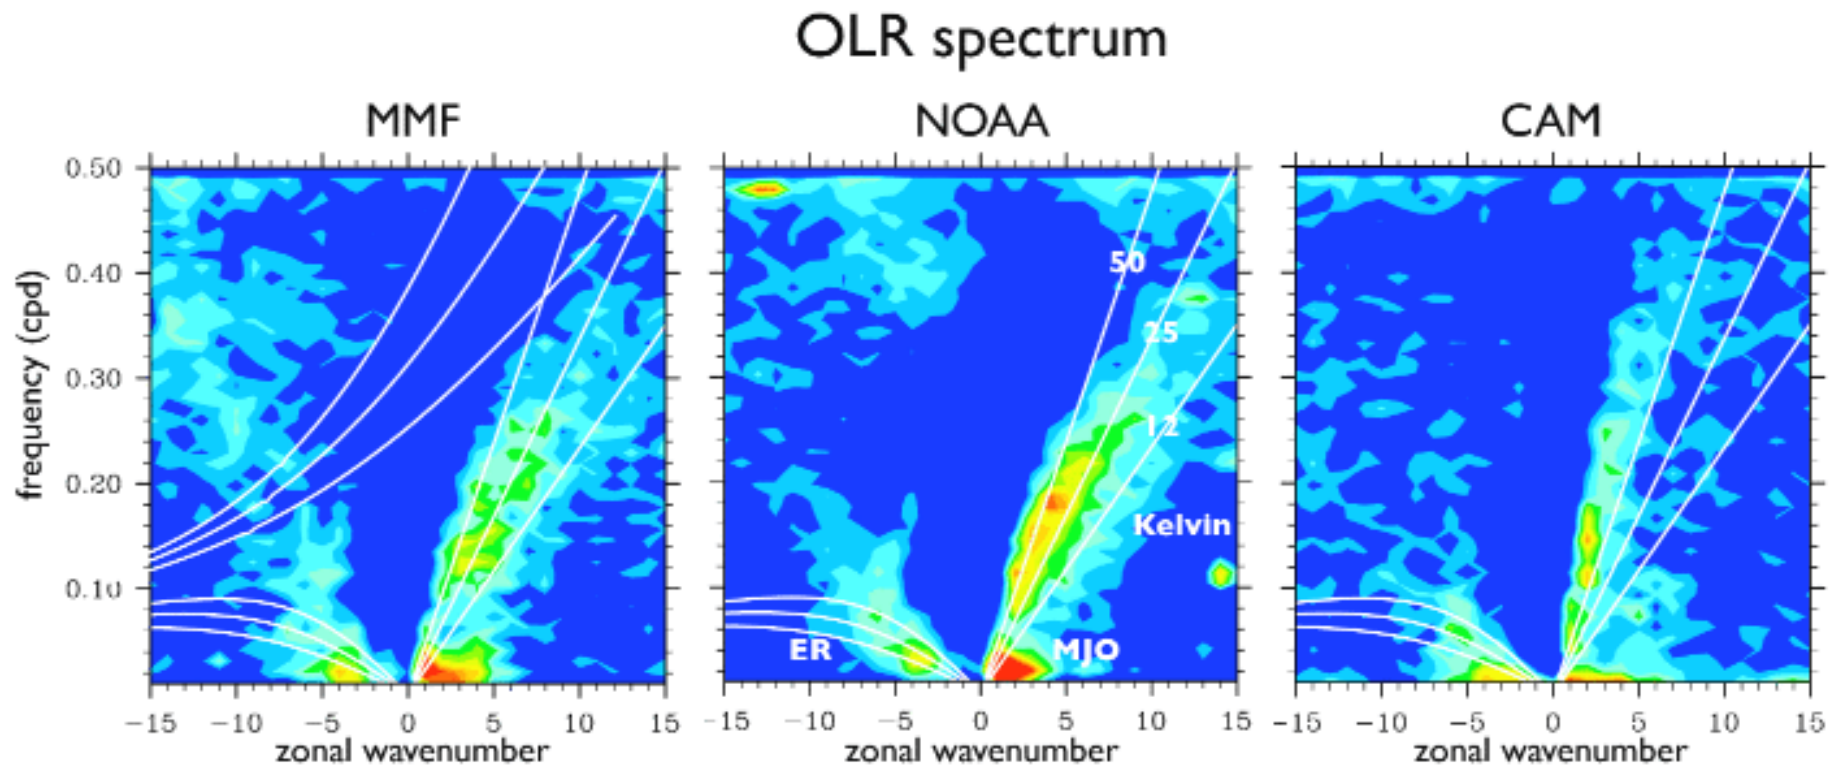 OLR spectrum
MMF NOAA CAM
frequency (cpd)
0.50
0.40
0.30
0.20
0.10
50
25
12
Kelvin
ER MJO
−15 −10 −5 0 5 10 15 −15 −10 −5 0 5 10 15 −15 −10 −5 0 5 10 15
zonal wavenumber zonal wavenumber zonal wavenumber